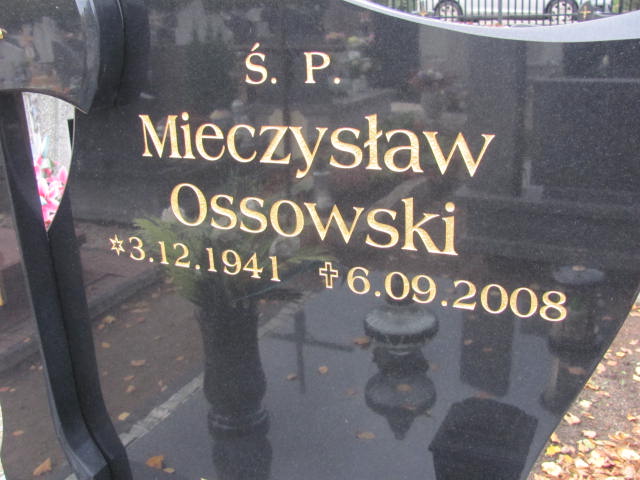 Ś. P.
Mieczysław
Ossowski
✡3.12.1941 ✝6.09.2008